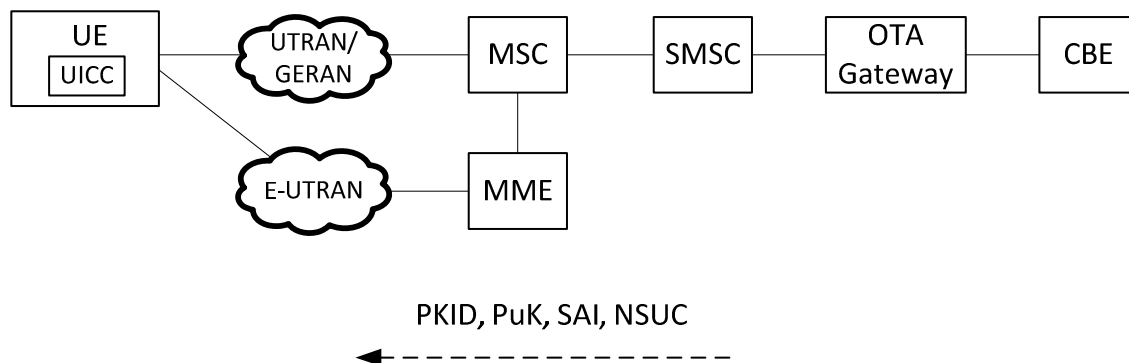 UE
UICC
UTRAN/
GERAN
MSC
SMSC
OTA
Gateway
CBE
E-UTRAN
MME
PKID, PuK, SAI, NSUC